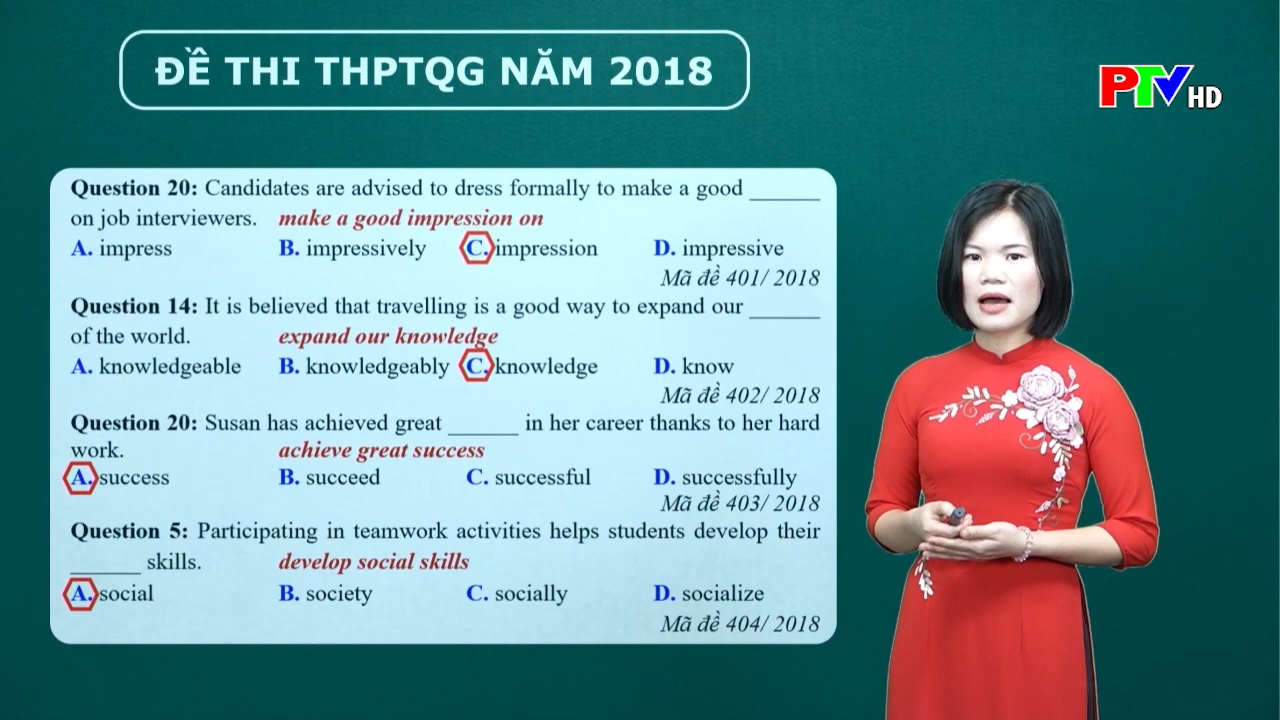 ĐỀ THI THPTQG NĂM 2018
PTV HD
Question 20: Candidates are advised to dress formally to make a good ______
on job interviewers. make a good impression on
A. impress B. impressively C. impression D. impressive
Mã đề 401/ 2018
Question 14: It is believed that travelling is a good way to expand our ______
of the world. expand our knowledge
A. knowledgeable B. knowledgeably C. knowledge D. know
Mã đề 402/ 2018
Question 20: Susan has achieved great ______ in her career thanks to her hard
work. achieve great success
A. success B. succeed C. successful D. successfully
Mã đề 403/ 2018
Question 5: Participating in teamwork activities helps students develop their
______ skills. develop social skills
A. social B. society C. socially D. socialize
Mã đề 404/ 2018